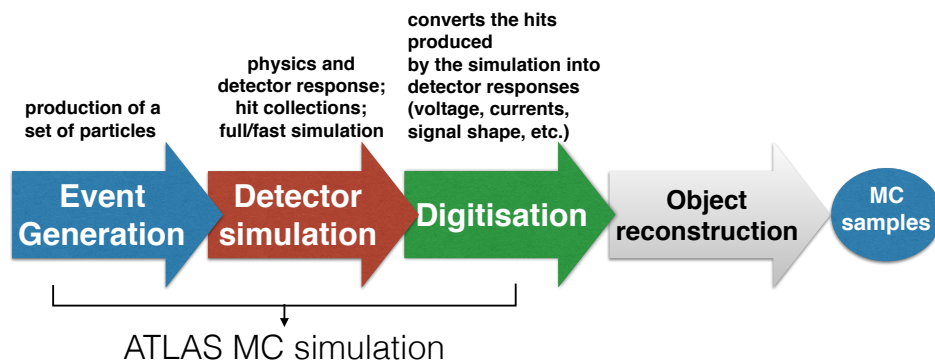 production of a
set of particles
physics and
detector response;
hit collections;
full/fast simulation
converts the hits
produced
by the simulation into
detector responses
(voltage, currents,
signal shape, etc.)
Event
Generation
Detector
simulation
Digitisation
Object
reconstruction
MC
samples
ATLAS MC simulation